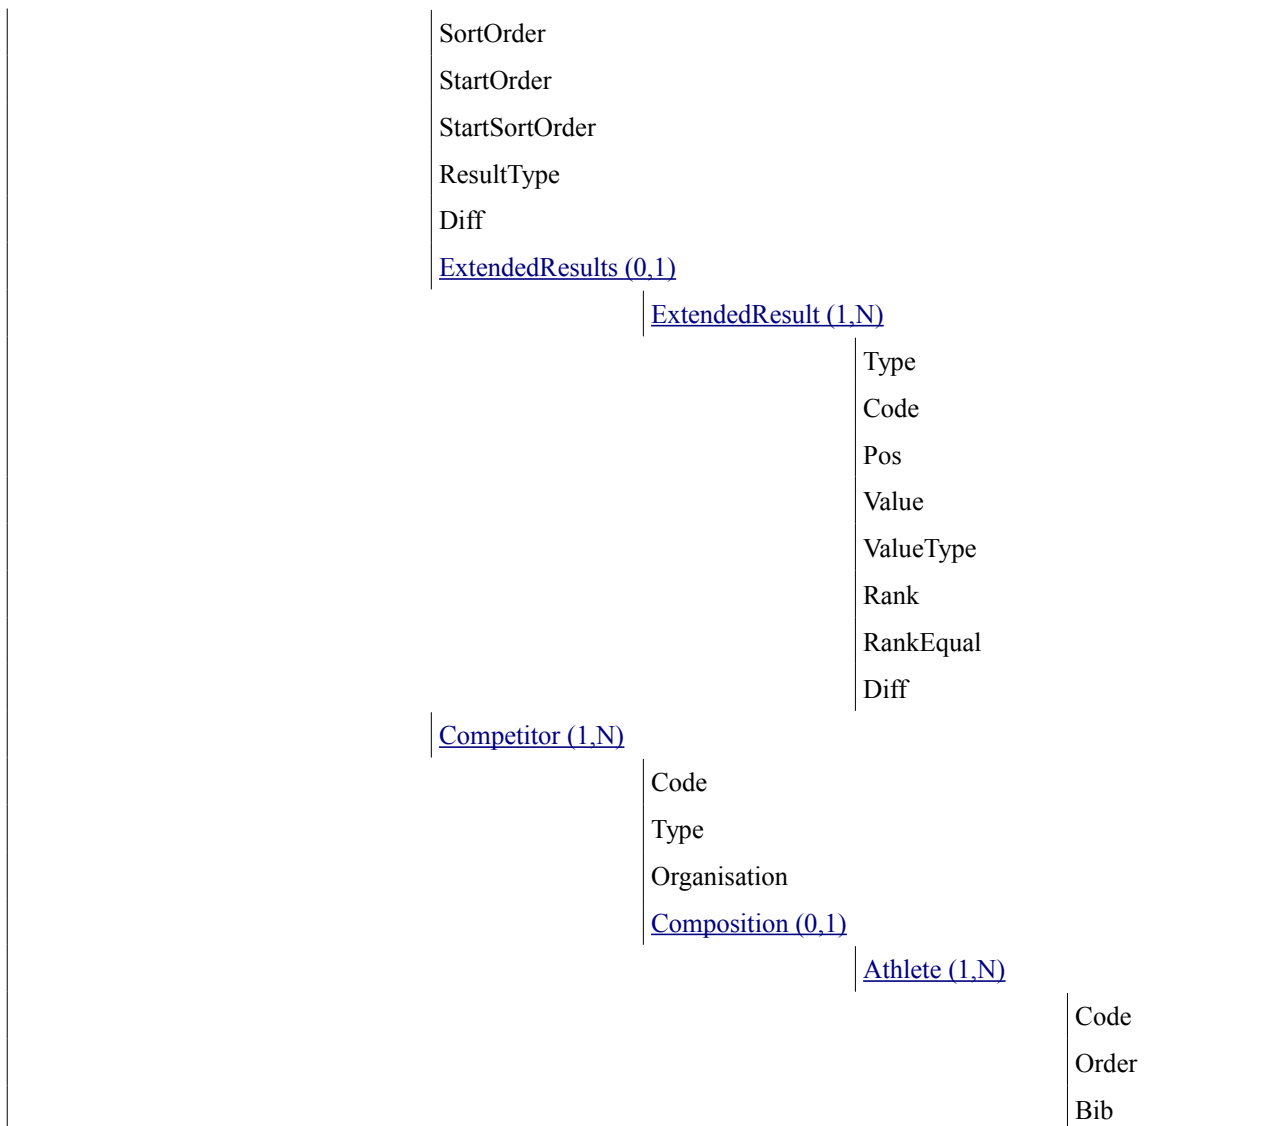 SortOrder
StartOrder
StartSortOrder
ResultType
Diff
ExtendedResults (0,1)
ExtendedResult (1,N)
Type
Code
Pos
Value
ValueType
Rank
RankEqual
Diff
Competitor (1,N)
Code
Type
Organisation
Composition (0,1)
Athlete (1,N)
Code
Order
Bib